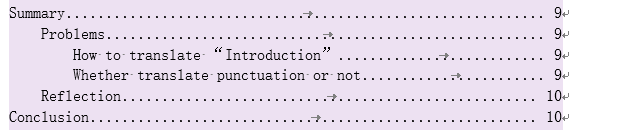 Summary........................................................ 9
Problems................................................... 9
How to translate “Introduction”......................... 9
Whether translate punctuation or not...................... 9
Reflection................................................. 10
Conclusion..................................................... 10